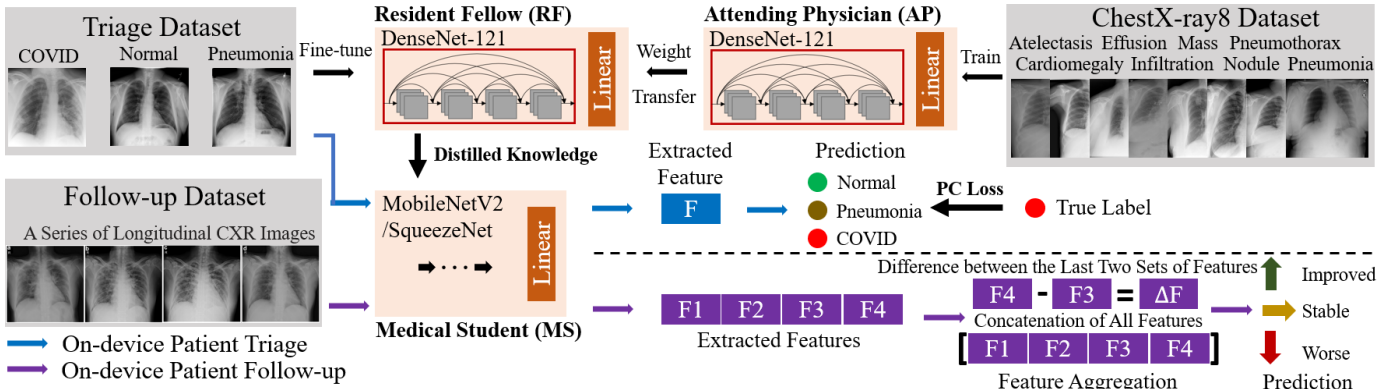 Triage Dataset
COVID
Normal
Pneumonia
Fine-tune
Resident Fellow (RF)
DenseNet-121
Linear
Weight
Transfer
Attending Physician (AP)
DenseNet-121
Linear
Train
ChestX-ray8 Dataset
Atelectasis Effusion Mass Pneumothorax
Cardiomegaly Infiltration Nodule Pneumonia
Distilled Knowledge
Follow-up Dataset
A Series of Longitudinal CXR Images
MobileNetV2
/SqueezeNet
Linear
Medical Student (MS)
Extracted
Feature
F
Prediction
Normal
Pneumonia
COVID
PC Loss
True Label
F1 F2 F3 F4
Extracted Features
Difference between the Last Two Sets of Features
F4 - F3 = ΔF
Concatenation of All Features
[ F1 F2 F3 F4 ]
Feature Aggregation
Improved
Stable
Worse
Prediction
On-device Patient Triage
On-device Patient Follow-up